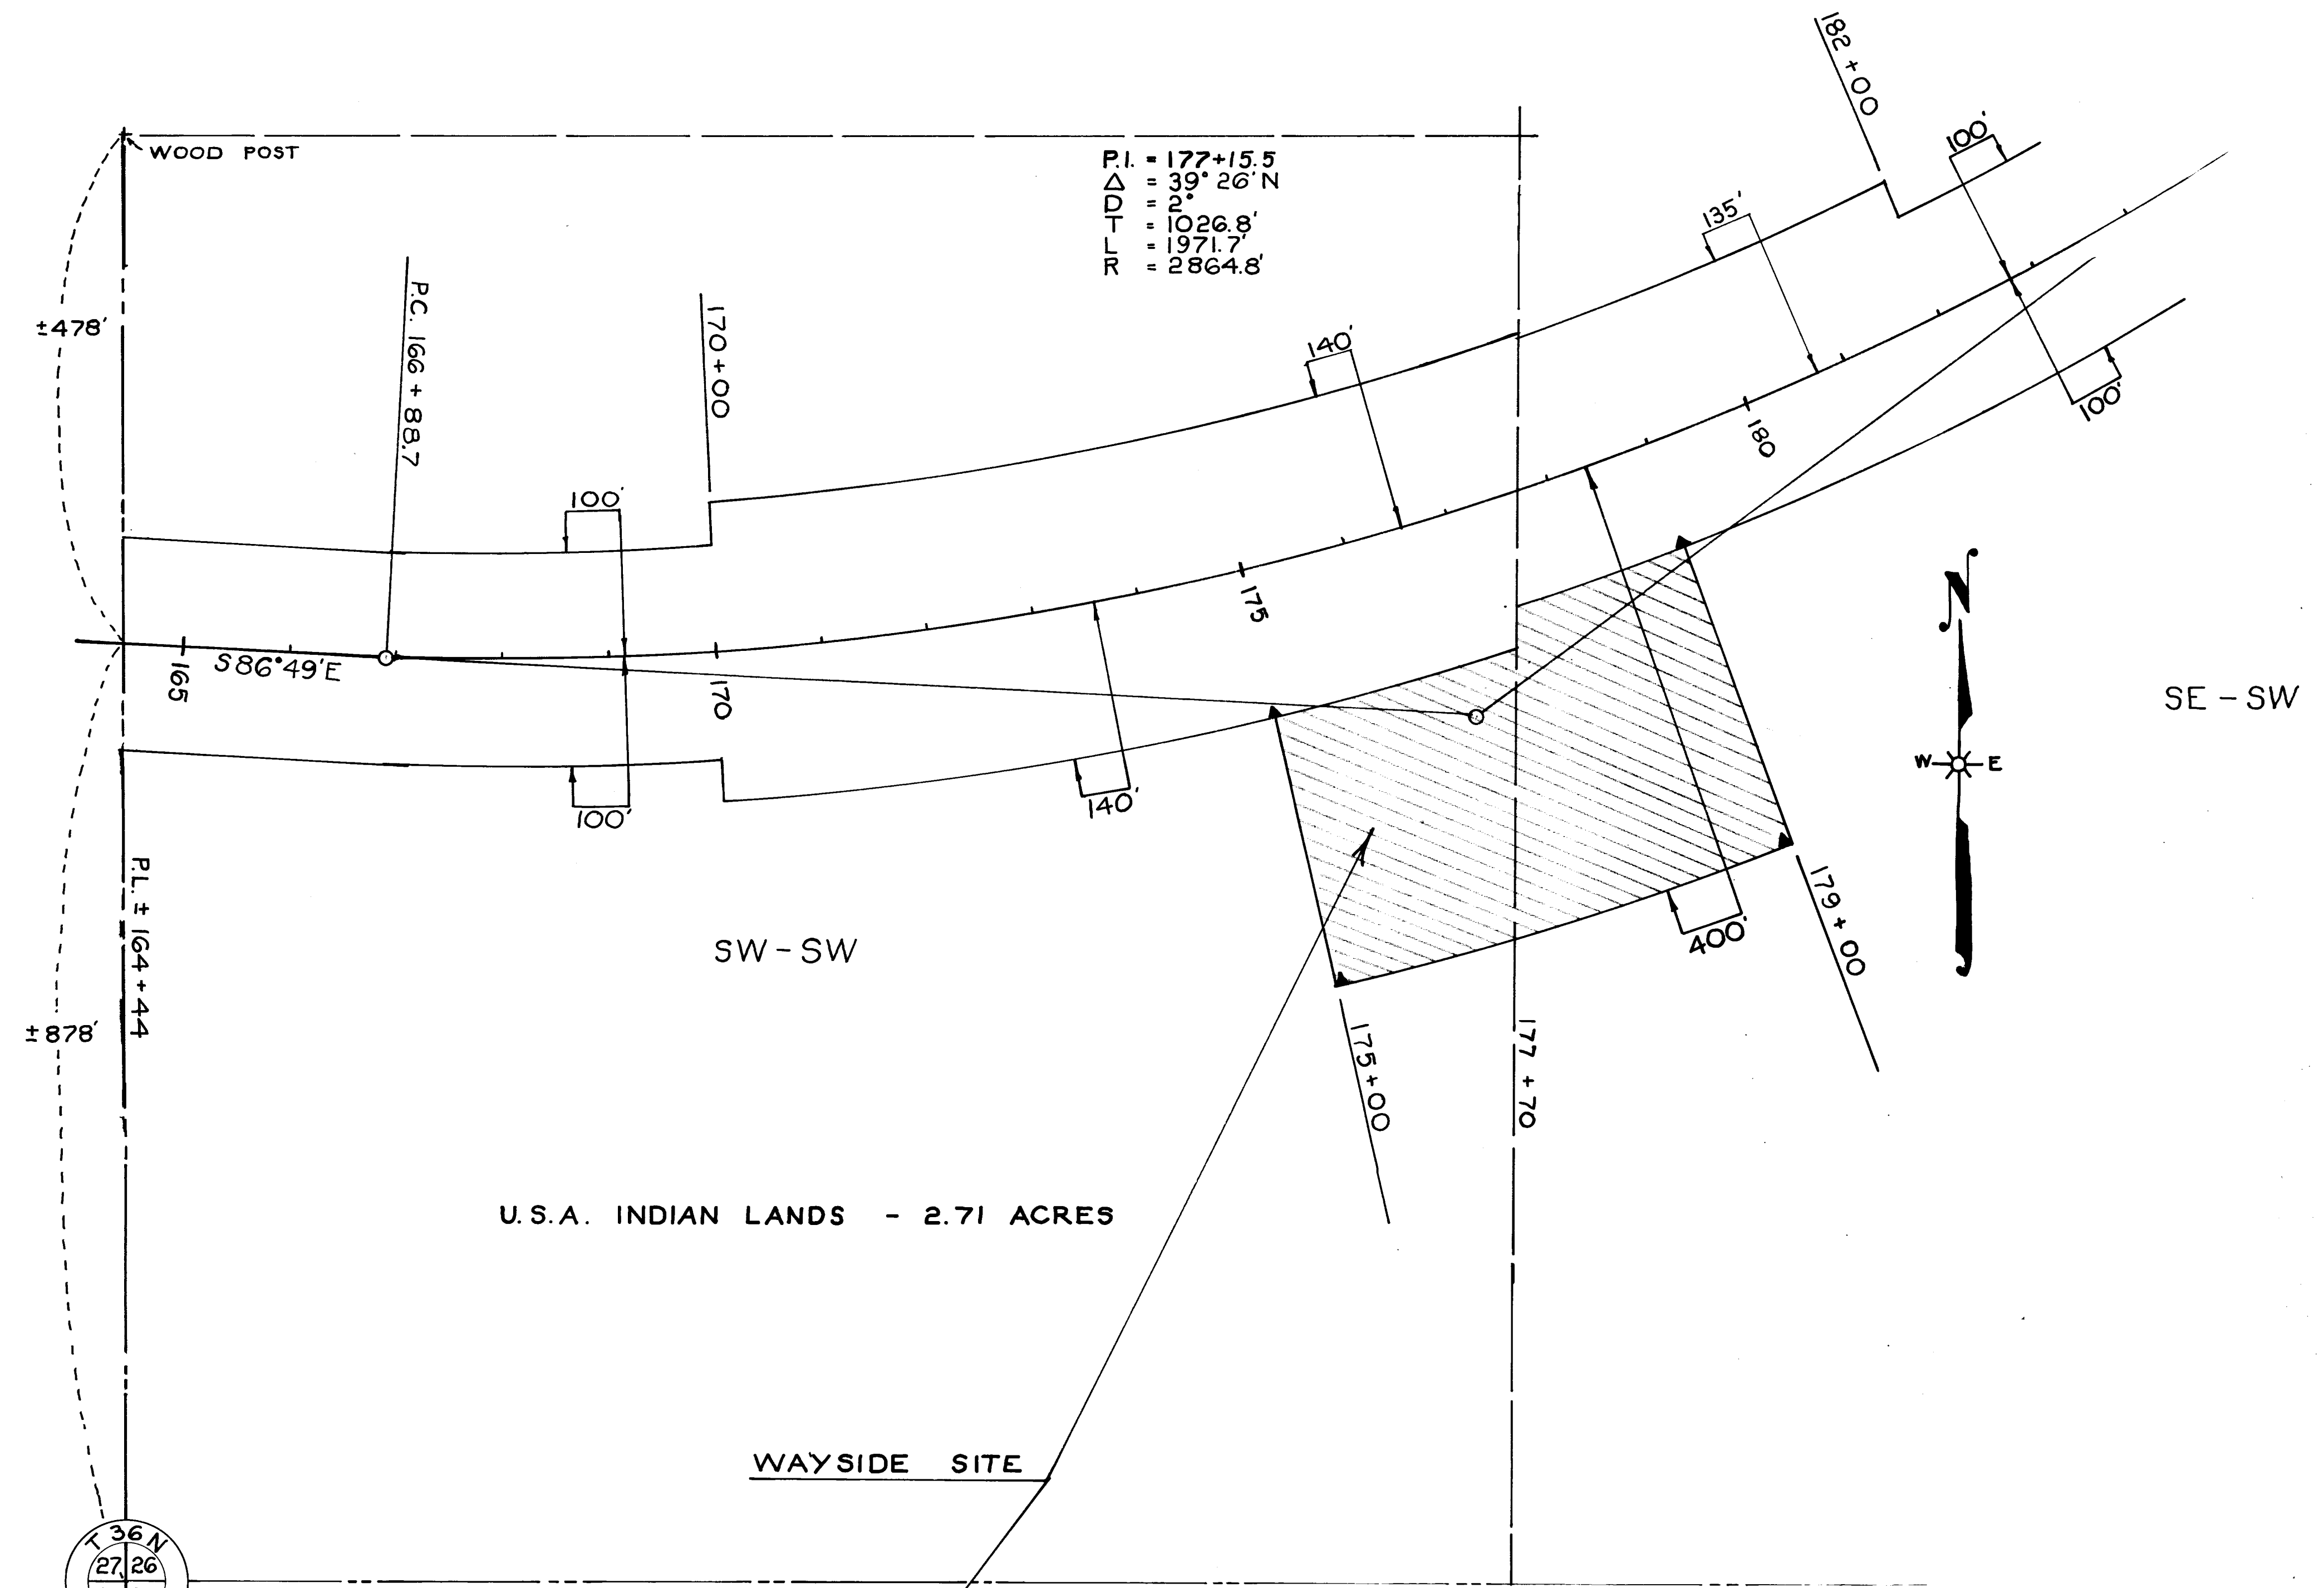 182 + 00
100'
WOOD POST
P.I. = 177+15.5
Δ = 39° 26' N
D = 2°
T = 1026.8'
L = 1971.7'
R = 2864.8'
135'
±478'
P.C. 166 + 88.7
170+00
140'
100'
180
100'
175
S86°49'E
165
170
SE - SW
W E
N
100'
140'
P.L. ± 164+44
179+00
400'
SW - SW
±878'
175+00
177 + 70
U.S.A. INDIAN LANDS - 2.71 ACRES
WAYSIDE SITE
T 36 N
27 26